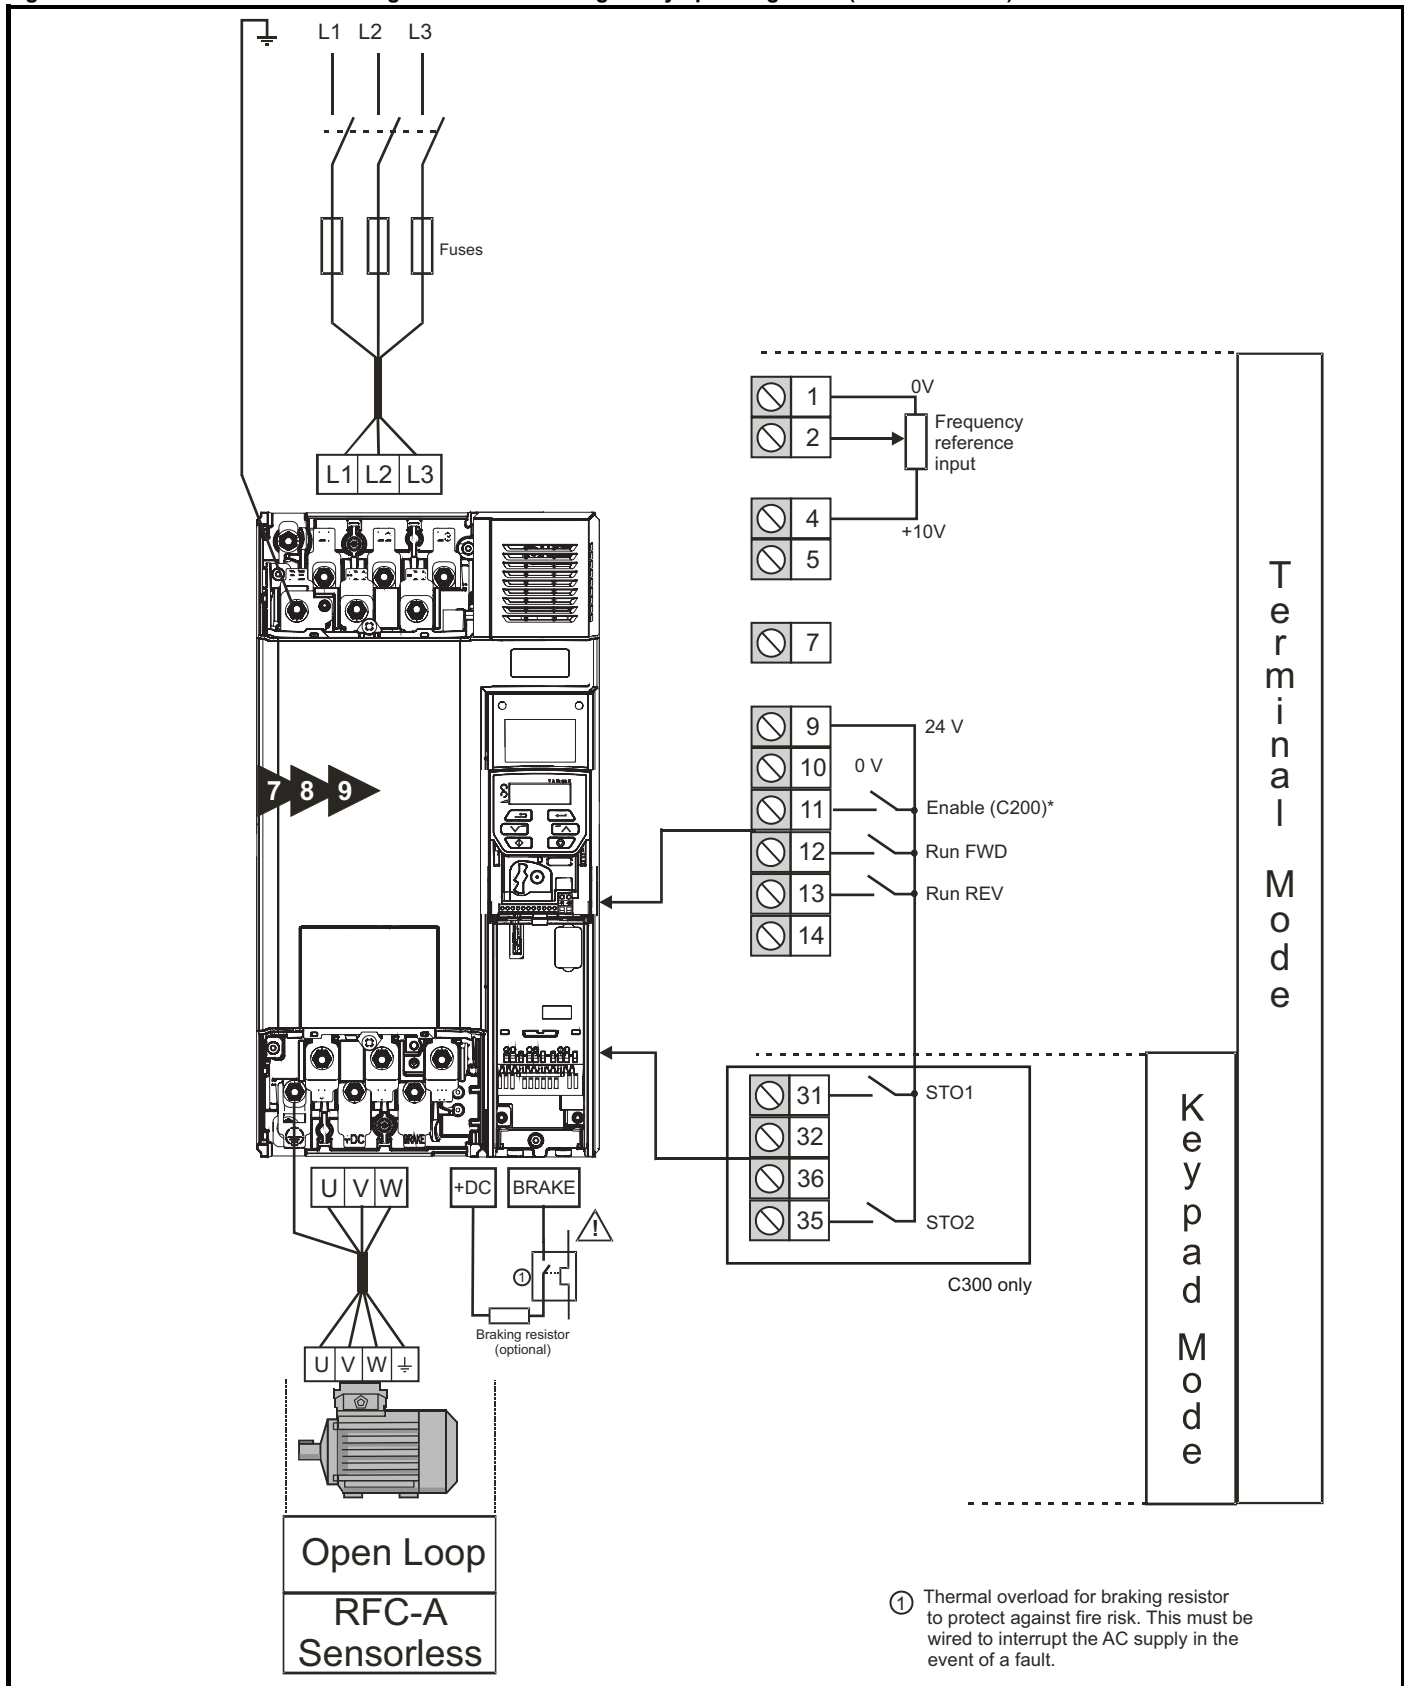 L1 L2 L3
Fuses
L1 L2 L3
1
0V
2
Frequency
reference
input
4
+10V
5
7
9
24 V
10
0 V
11
Enable (C200)*
12
Run FWD
13
Run REV
14
7 8 9
31
STO1
32
36
35
STO2
C300 only
Terminal Mode
Keypad Mode
+DC
BRAKE
U V W
+DC
BRAKE
1
Braking resistor
(optional)
U V W
Open Loop
RFC-A
Sensorless
1 Thermal overload for braking resistor
to protect against fire risk. This must be
wired to interrupt the AC supply in the
event of a fault.